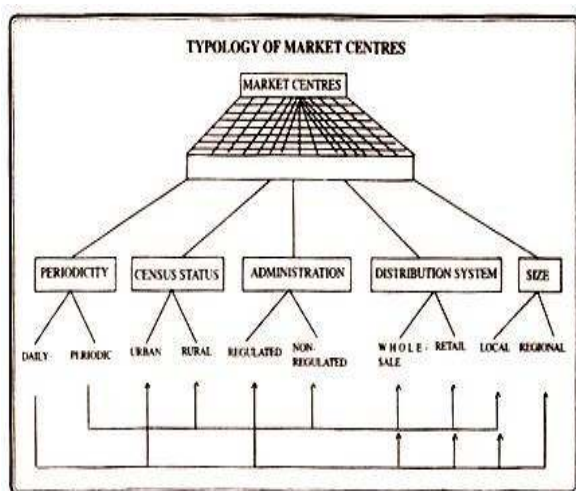 TYPOLOGY OF MARKET CENTRES
MARKET CENTRES
PERIODICITY
CENSUS STATUS
ADMINISTRATION
DISTRIBUTION SYSTEM
SIZE
DAILY
PERIODIC
URBAN
RURAL
REGULATED
NON-
REGULATED
WHOLE-
SALE
RETAIL
LOCAL
REGIONAL